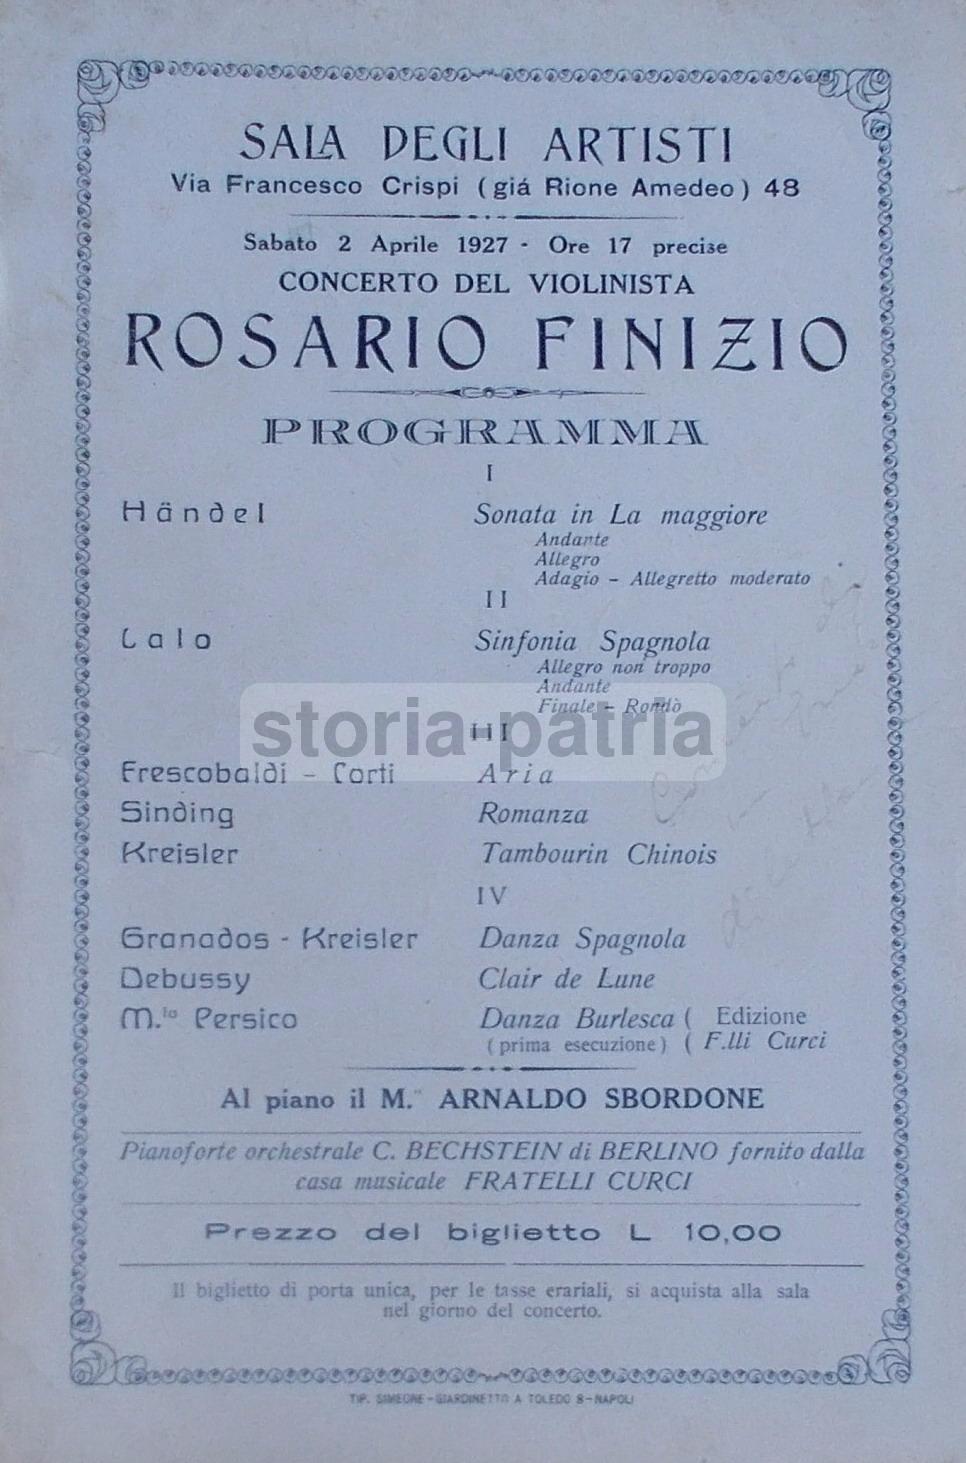 SALA DEGLI ARTISTI
Via Francesco Crispi (giá Rione Amedeo) 48
Sabato 2 Aprile 1927 - Ore 17 precise
CONCERTO DEL VIOLINISTA
ROSARIO FINIZIO
PROGRAMMA
I
Händel Sonata in La maggiore
Andante
Allegro
Adagio - Allegretto moderato
II
Lalo Sinfonia Spagnola
Allegro non troppo
Andante
Finale - Rondò
storia patria
III
Frescobaldi - Corti Aria
Sinding Romanza
Kreisler Tambourin Chinois
IV
Granados - Kreisler Danza Spagnola
Debussy Clair de Lune
M.lo Persico Danza Burlesca ( Edizione
(prima esecuzione) ( F.lli Curci
Al piano il M. ARNALDO SBORDONE
Pianoforte orchestrale C. BECHSTEIN di BERLINO fornito dalla
casa musicale FRATELLI CURCI
Prezzo del biglietto L 10,00
Il biglietto di porta unica, per le tasse erariali, si acquista alla sala
nel giorno del concerto.
TIP. SIMEONE - GIARDINETTO A TOLEDO 8 - NAPOLI